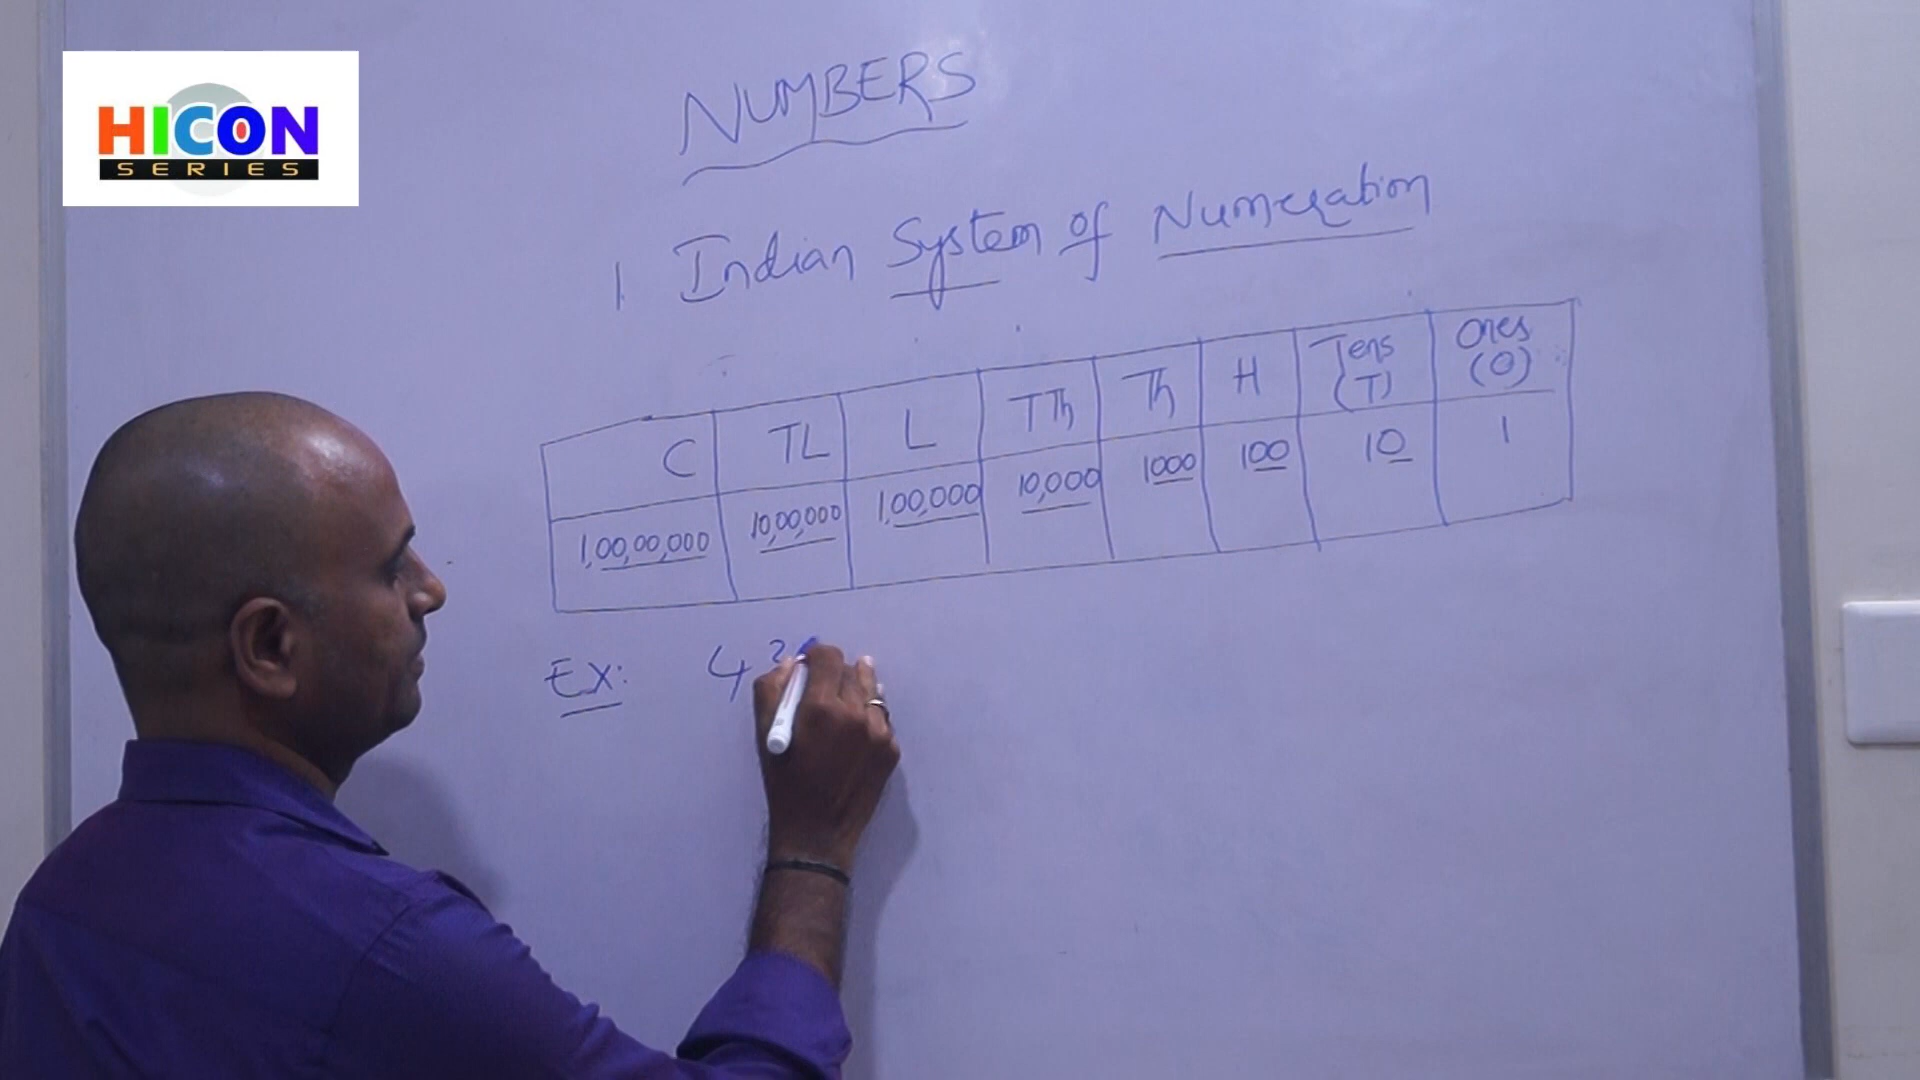 HICON
SERIES
NUMBERS
1. Indian System of Numeration
C TL L TTh Th H Tens (T) Ones (O)
1,00,00,000 10,00,000 1,00,000 10,000 1000 100 10 1
Ex: 4